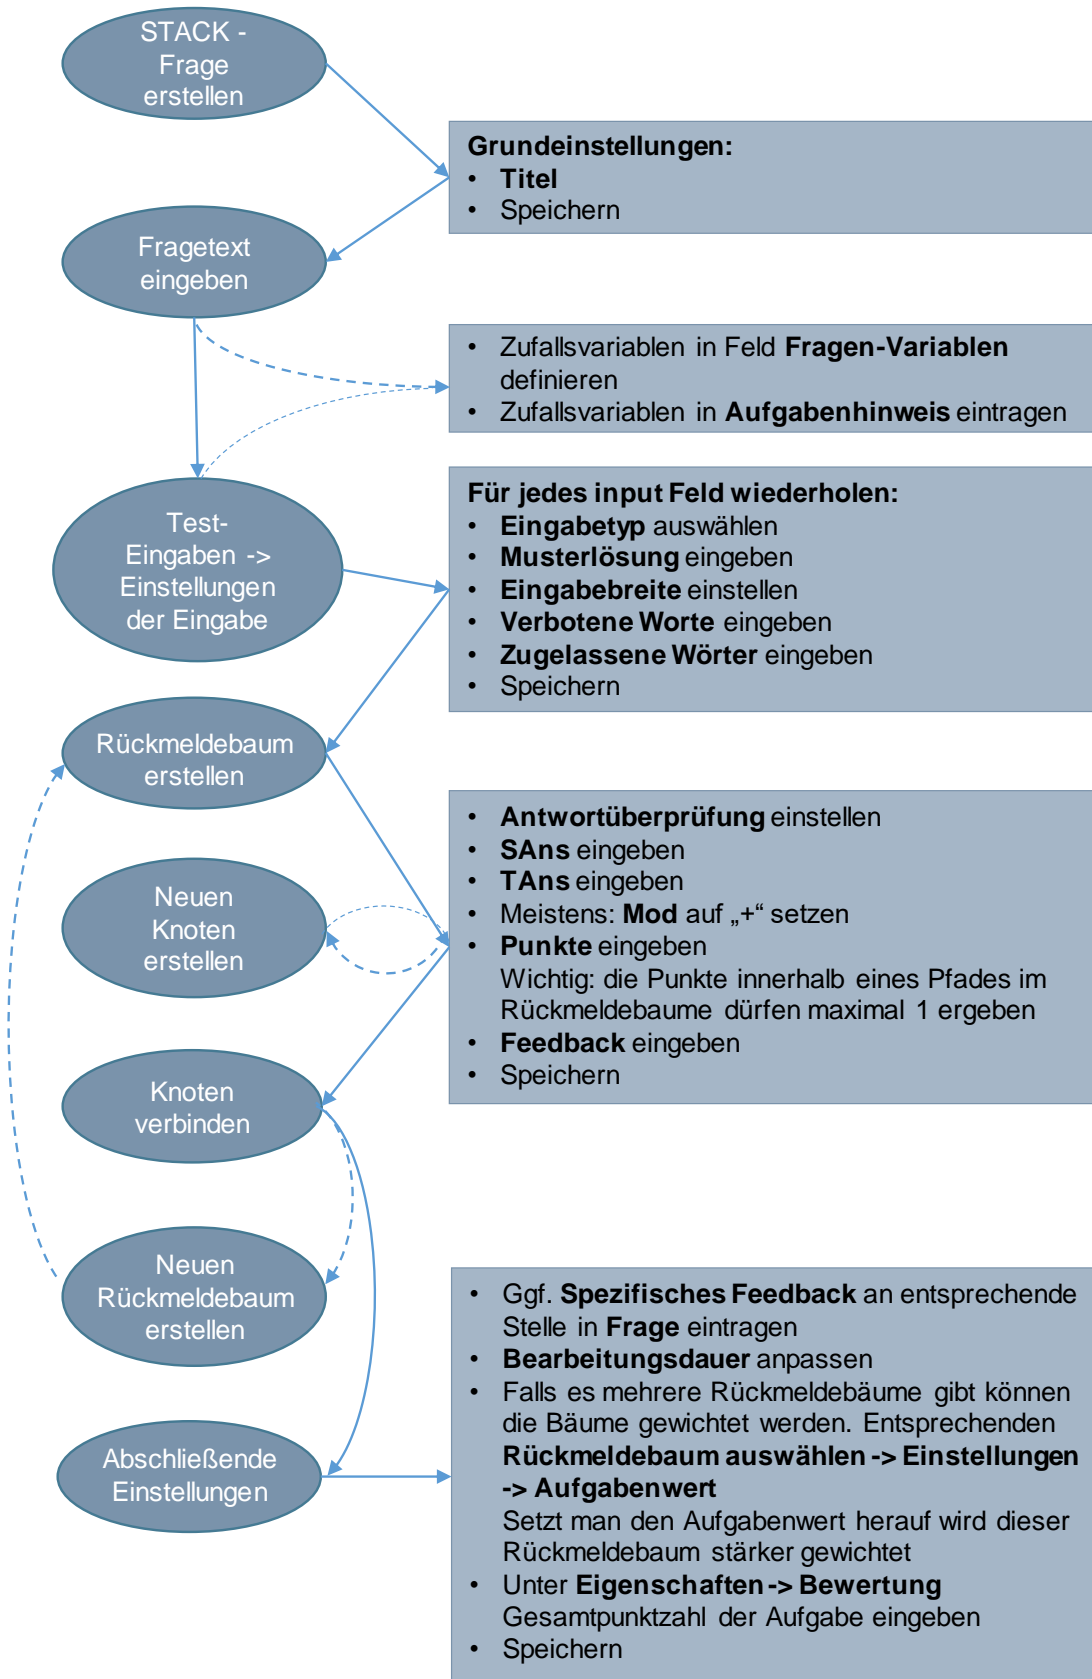 STACK -
Frage
erstellen
Grundeinstellungen:
• Titel
• Speichern
Fragetext
eingeben
• Zufallsvariablen in Feld Fragen-Variablen
definieren
• Zufallsvariablen in Aufgabenhinweis eintragen
Test-
Eingaben ->
Einstellungen
der Eingabe
Für jedes input Feld wiederholen:
• Eingabetyp auswählen
• Musterlösung eingeben
• Eingabebreite einstellen
• Verbotene Worte eingeben
• Zugelassene Wörter eingeben
• Speichern
Rückmeldebaum
erstellen
• Antwortüberprüfung einstellen
• SAns eingeben
• TAns eingeben
• Meistens: Mod auf „+“ setzen
• Punkte eingeben
Wichtig: die Punkte innerhalb eines Pfades im
Rückmeldebaume dürfen maximal 1 ergeben
• Feedback eingeben
• Speichern
Neuen
Knoten
erstellen
Knoten
verbinden
Neuen
Rückmeldebaum
erstellen
• Ggf. Spezifisches Feedback an entsprechende
Stelle in Frage eintragen
• Bearbeitungsdauer anpassen
• Falls es mehrere Rückmeldebäume gibt können
die Bäume gewichtet werden. Entsprechenden
Rückmeldebaum auswählen -> Einstellungen
-> Aufgabenwert
Setzt man den Aufgabenwert herauf wird dieser
Rückmeldebaum stärker gewichtet
• Unter Eigenschaften -> Bewertung
Gesamtpunktzahl der Aufgabe eingeben
• Speichern
Abschließende
Einstellungen